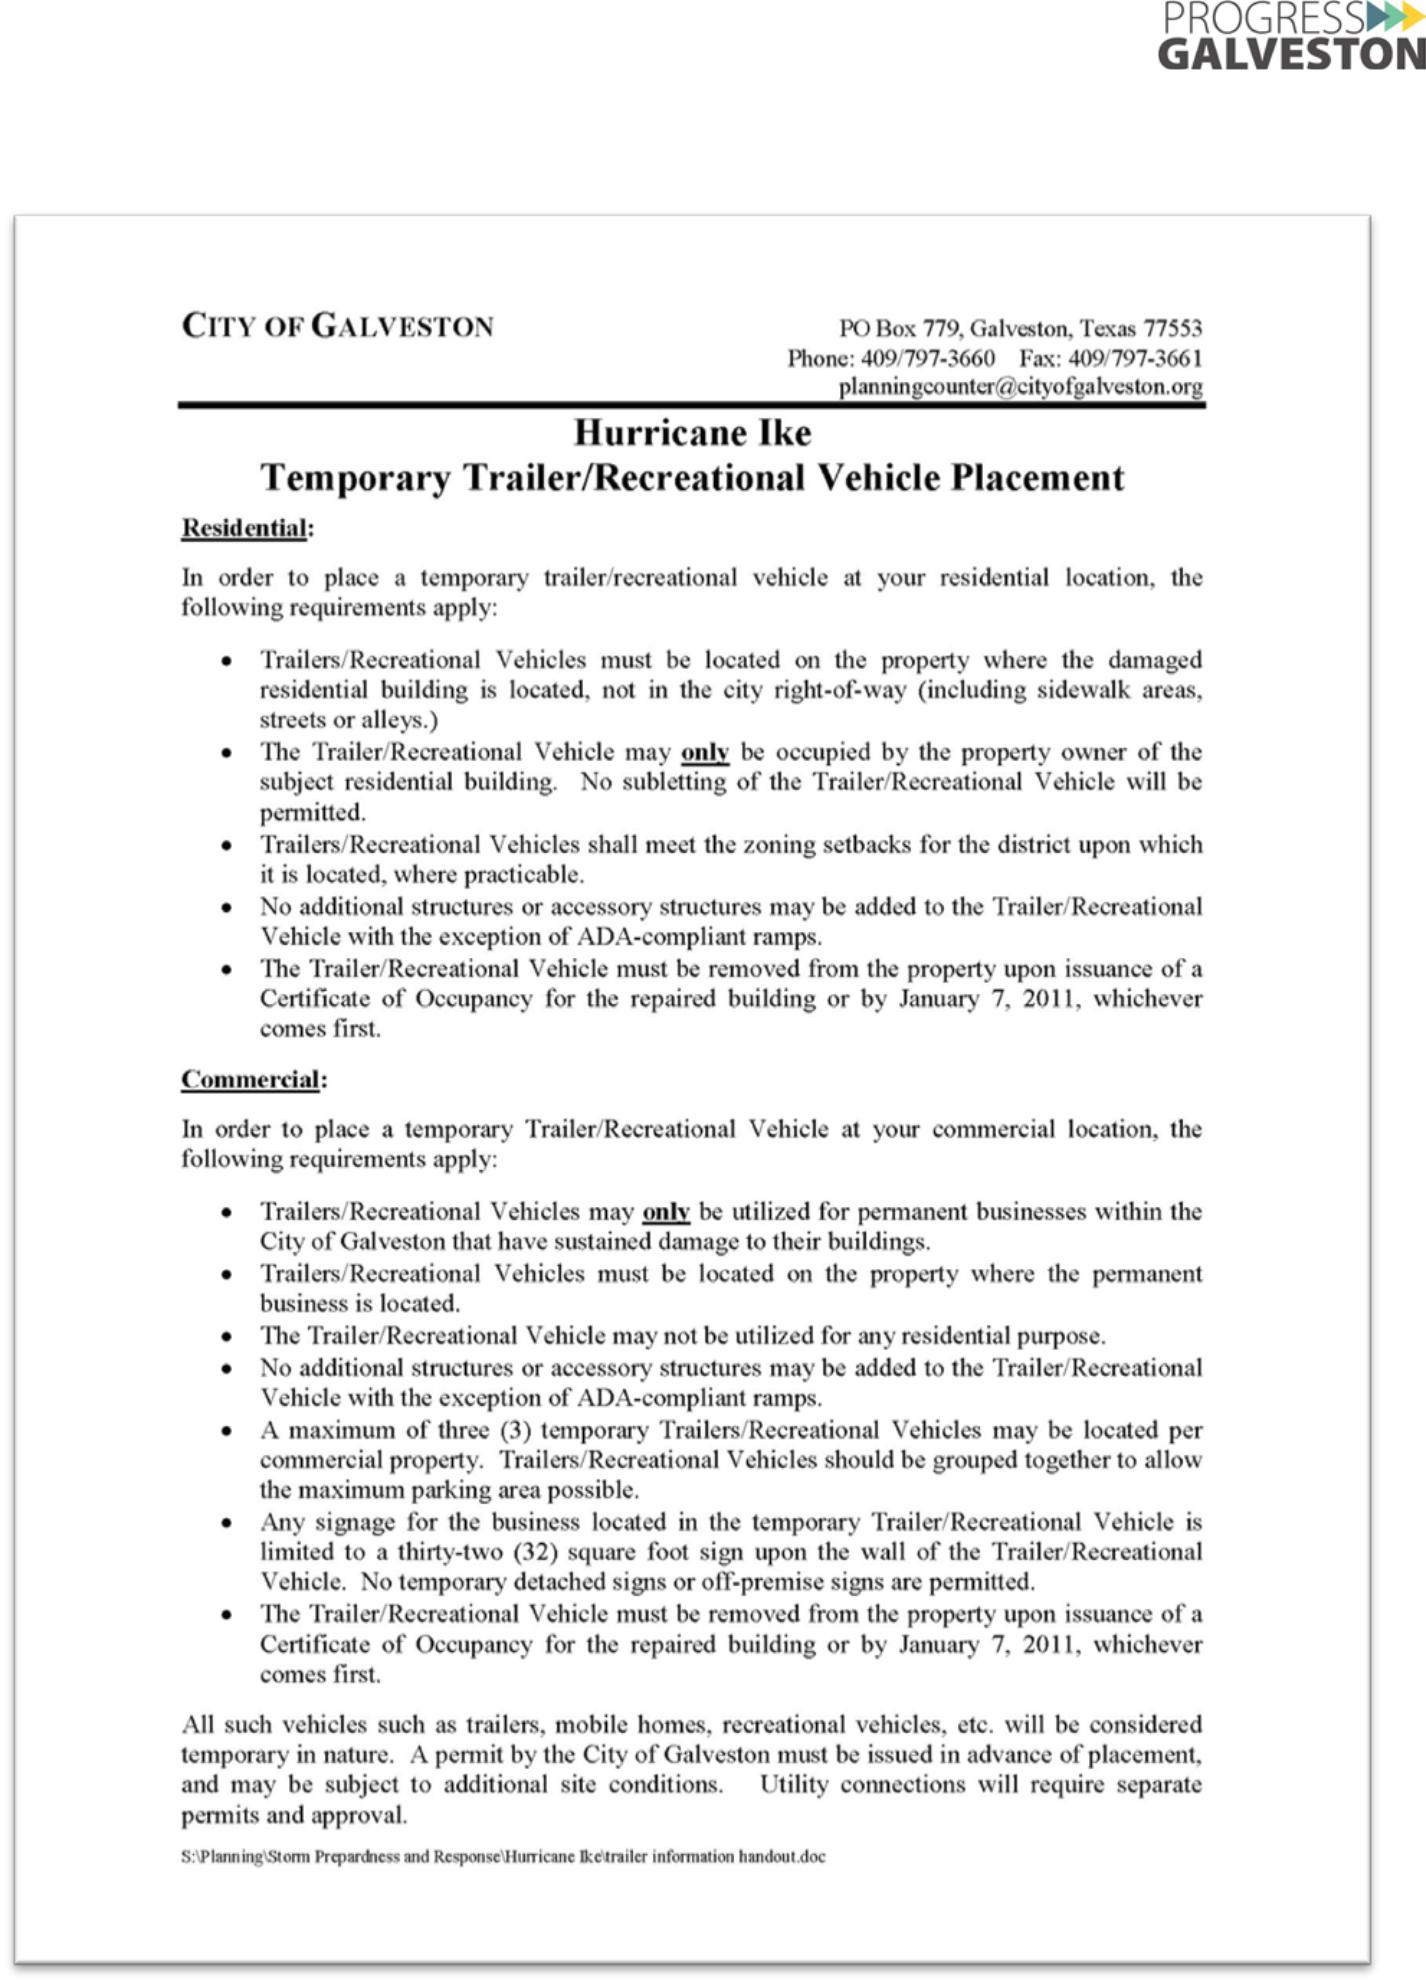 PROGRESS
GALVESTON
CITY OF GALVESTON
PO Box 779, Galveston, Texas 77553
Phone: 409/797-3660 Fax: 409/797-3661
planningcounter@cityofgalveston.org
Hurricane Ike
Temporary Trailer/Recreational Vehicle Placement
Residential:
In order to place a temporary trailer/recreational vehicle at your residential location, the
following requirements apply:
• Trailers/Recreational Vehicles must be located on the property where the damaged
residential building is located, not in the city right-of-way (including sidewalk areas,
streets or alleys.)
• The Trailer/Recreational Vehicle may only be occupied by the property owner of the
subject residential building. No subletting of the Trailer/Recreational Vehicle will be
permitted.
• Trailers/Recreational Vehicles shall meet the zoning setbacks for the district upon which
it is located, where practicable.
• No additional structures or accessory structures may be added to the Trailer/Recreational
Vehicle with the exception of ADA-compliant ramps.
• The Trailer/Recreational Vehicle must be removed from the property upon issuance of a
Certificate of Occupancy for the repaired building or by January 7, 2011, whichever
comes first.
Commercial:
In order to place a temporary Trailer/Recreational Vehicle at your commercial location, the
following requirements apply:
• Trailers/Recreational Vehicles may only be utilized for permanent businesses within the
City of Galveston that have sustained damage to their buildings.
• Trailers/Recreational Vehicles must be located on the property where the permanent
business is located.
• The Trailer/Recreational Vehicle may not be utilized for any residential purpose.
• No additional structures or accessory structures may be added to the Trailer/Recreational
Vehicle with the exception of ADA-compliant ramps.
• A maximum of three (3) temporary Trailers/Recreational Vehicles may be located per
commercial property. Trailers/Recreational Vehicles should be grouped together to allow
the maximum parking area possible.
• Any signage for the business located in the temporary Trailer/Recreational Vehicle is
limited to a thirty-two (32) square foot sign upon the wall of the Trailer/Recreational
Vehicle. No temporary detached signs or off-premise signs are permitted.
• The Trailer/Recreational Vehicle must be removed from the property upon issuance of a
Certificate of Occupancy for the repaired building or by January 7, 2011, whichever
comes first.
All such vehicles such as trailers, mobile homes, recreational vehicles, etc. will be considered
temporary in nature. A permit by the City of Galveston must be issued in advance of placement,
and may be subject to additional site conditions. Utility connections will require separate
permits and approval.
S:\Planning\Storm Prepardness and Response\Hurricane Ike\trailer information handout.doc